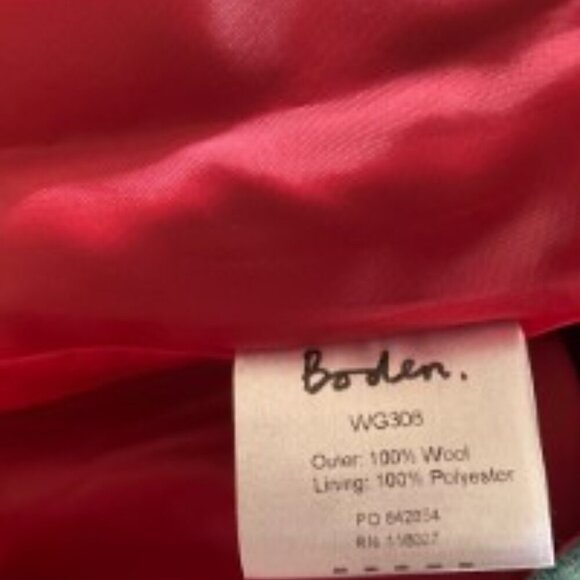 Boden.
WG306
Outer: 100% Wool
Lining: 100% Polyester
PO
RN